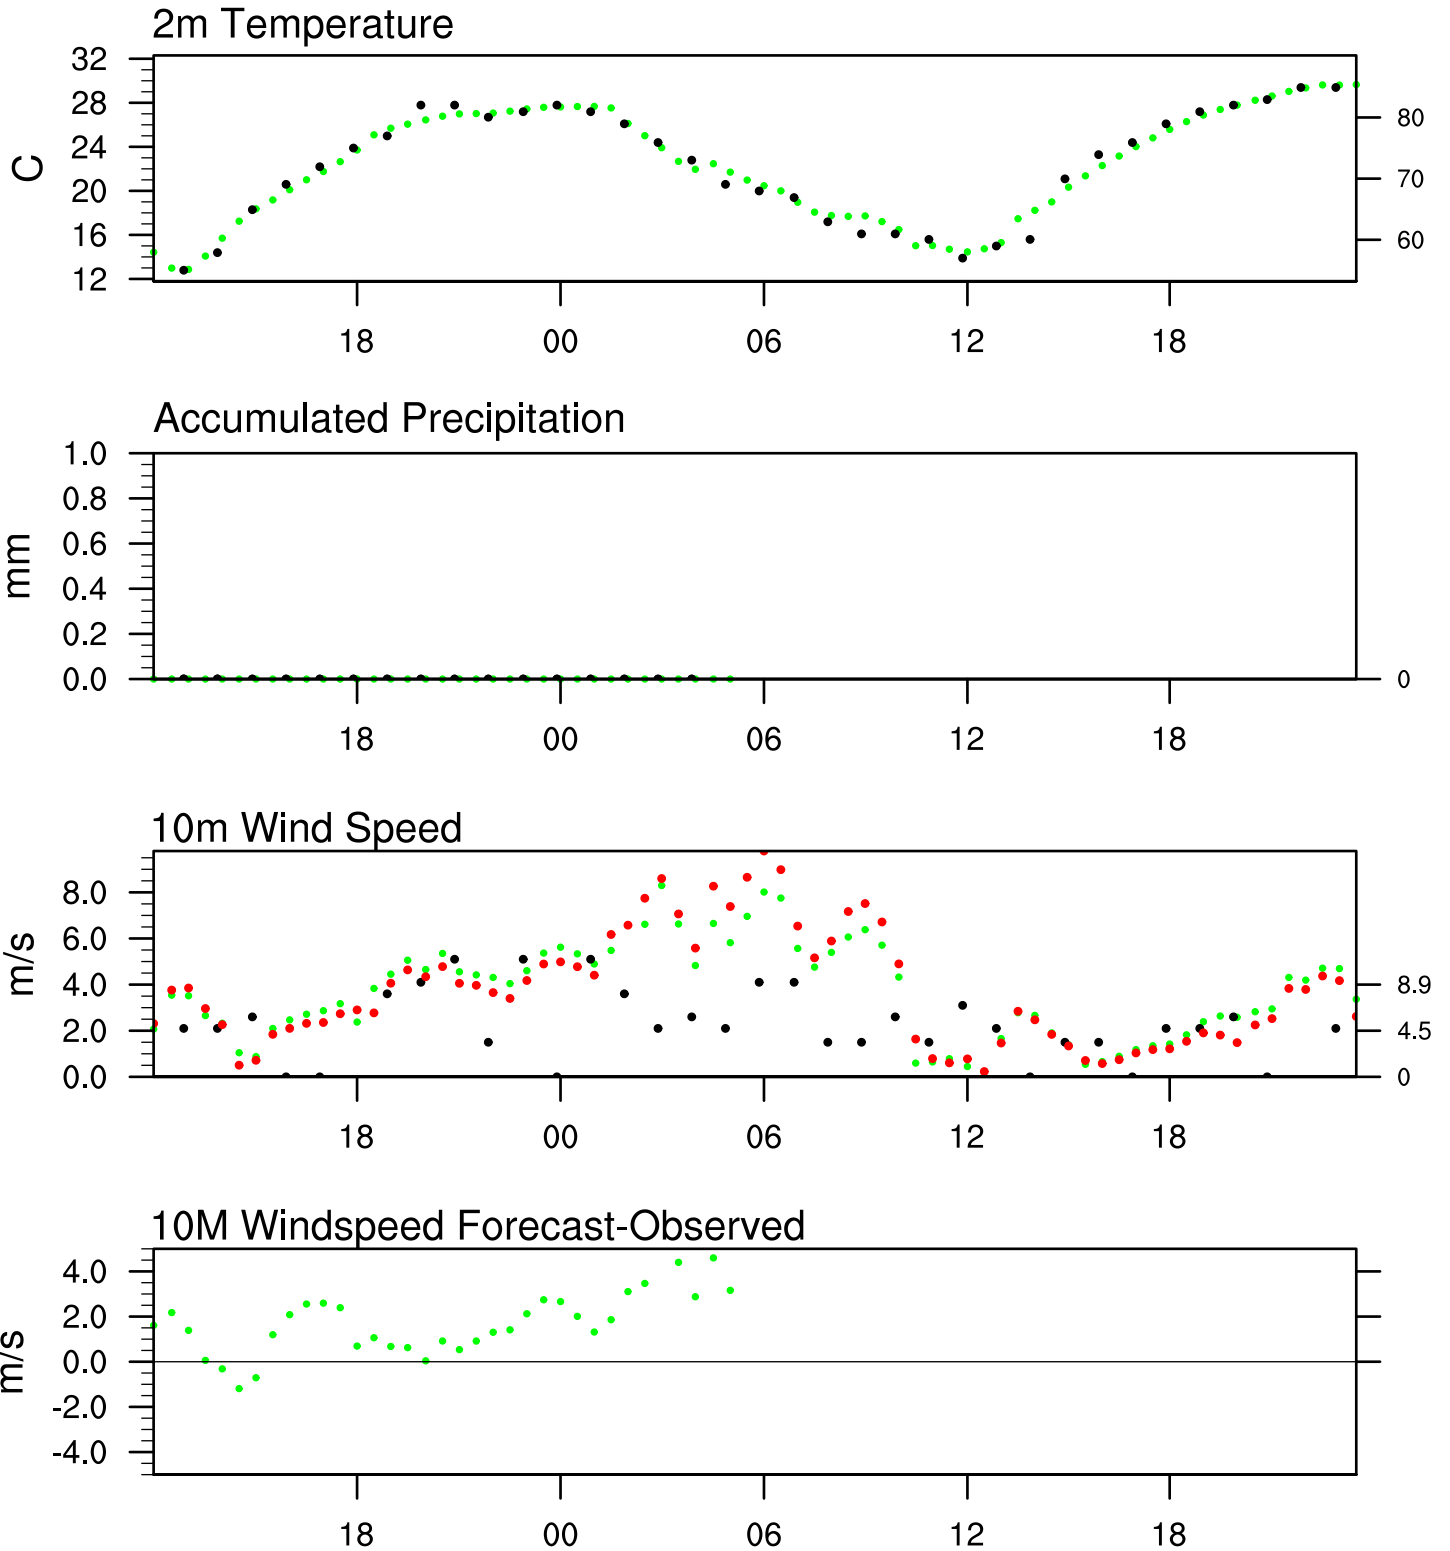 2m Temperature
32
28
24
20
16
12
C
80
70
60
18 00 06 12 18
Accumulated Precipitation
1.0
0.8
0.6
0.4
0.2
0.0
mm
0
18 00 06 12 18
10m Wind Speed
8.0
6.0
4.0
2.0
0.0
m/s
8.9
4.5
0
18 00 06 12 18
10M Windspeed Forecast-Observed
4.0
2.0
0.0
-2.0
-4.0
m/s
18 00 06 12 18